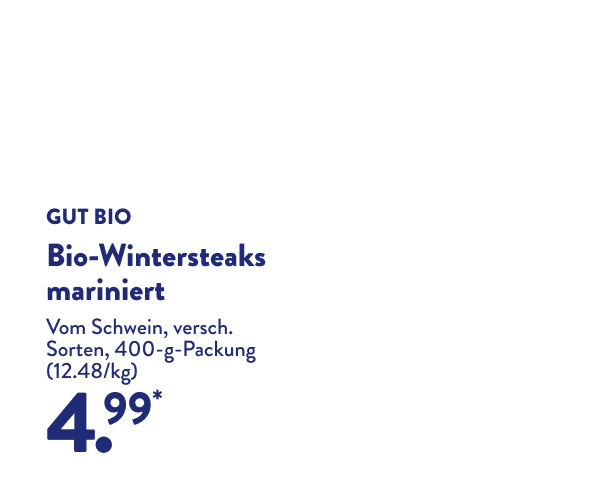 GUT BIO
Bio-Wintersteaks
mariniert
Vom Schwein, versch.
Sorten, 400-g-Packung
(12.48/kg)
4.99*